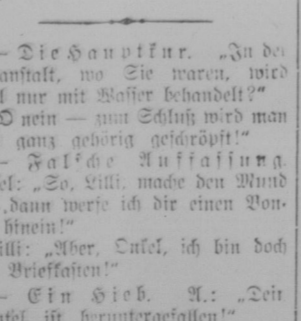 — Die Hauptkur. „In der
anstalt, wo Sie waren, wird
nur mit Wasser behandelt?"
O nein — zum Schluß wird man
ganz gehörig geschröpft!"
— Falsche Auffassung.
„So, Lilli, mache den Mund
dann werfe ich dir einen Bon-
hinein!"
illi: „Aber, Onkel, ich bin doch
Briefkasten!"
— Ein Hieb. A.: „Dein
ist heruntergefallen!"